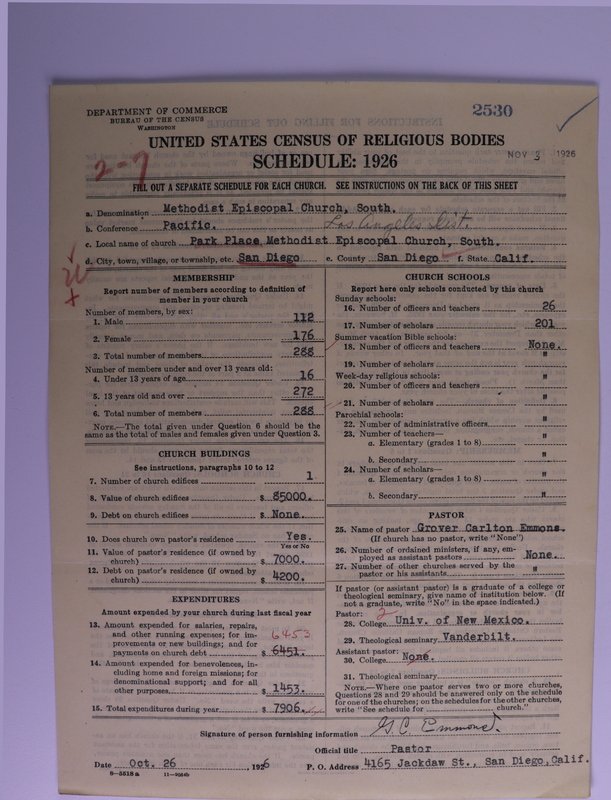 DEPARTMENT OF COMMERCE
BUREAU OF THE CENSUS
WASHINGTON
2530
UNITED STATES CENSUS OF RELIGIOUS BODIES
SCHEDULE: 1926
NOV 3 1926
2-7
FILL OUT A SEPARATE SCHEDULE FOR EACH CHURCH. SEE INSTRUCTIONS ON THE BACK OF THIS SHEET
a. Denomination Methodist Episcopal Church, South.
b. Conference Pacific. Los Angeles Dist.
c. Local name of church Park Place Methodist Episcopal Church, South.
d. City, town, village, or township, etc. San Diego e. County San Diego f. State Calif.
MEMBERSHIP
Report number of members according to definition of
member in your church
Number of members, by sex:
1. Male 112
2. Female 176
3. Total number of members 288
Number of members under and over 13 years old:
4. Under 13 years of age 16
5. 13 years old and over 272
6. Total number of members 288
NOTE.—The total given under Question 6 should be the
same as the total of males and females given under Question 3.
CHURCH BUILDINGS
See instructions, paragraphs 10 to 12
7. Number of church edifices 1
8. Value of church edifices $ 85000.
9. Debt on church edifices $ None.
10. Does church own pastor's residence Yes.
Yes or No
11. Value of pastor's residence (if owned by
church) $ 7000.
12. Debt on pastor's residence (if owned by
church) $ 4200.
EXPENDITURES
Amount expended by your church during last fiscal year
13. Amount expended for salaries, repairs,
and other running expenses; for im-
provements or new buildings; and for
payments on church debt $ 6451. 6453
14. Amount expended for benevolences, in-
cluding home and foreign missions; for
denominational support; and for all
other purposes $ 1453.
15. Total expenditures during year $ 7906.
CHURCH SCHOOLS
Report here only schools conducted by this church
Sunday schools:
16. Number of officers and teachers 26
17. Number of scholars 201
Summer vacation Bible schools:
18. Number of officers and teachers None.
19. Number of scholars "
Week-day religious schools:
20. Number of officers and teachers "
21. Number of scholars "
Parochial schools:
22. Number of administrative officers "
23. Number of teachers—
a. Elementary (grades 1 to 8) "
b. Secondary "
24. Number of scholars—
a. Elementary (grades 1 to 8) "
b. Secondary "
PASTOR
25. Name of pastor Grover Carlton Emmons.
(If church has no pastor, write "None")
26. Number of ordained ministers, if any, em-
ployed as assistant pastors None.
27. Number of other churches served by the
pastor or his assistants "
If pastor (or assistant pastor) is a graduate of a college or
theological seminary, give name of institution below. (If
not a graduate, write "No" in the space indicated.)
Pastor: 2
28. College Univ. of New Mexico.
29. Theological seminary Vanderbilt.
Assistant pastor:
30. College None.
31. Theological seminary
NOTE.—Where one pastor serves two or more churches,
Questions 28 and 29 should be answered only on the schedule
for one of the churches; on the schedules for the other churches,
write "See schedule for church."
Signature of person furnishing information G. C. Emmons.
Official title Pastor
Date Oct. 26 1926 P. O. Address 4165 Jackdaw St., San Diego, Calif.
8-5518 a 11-9584b